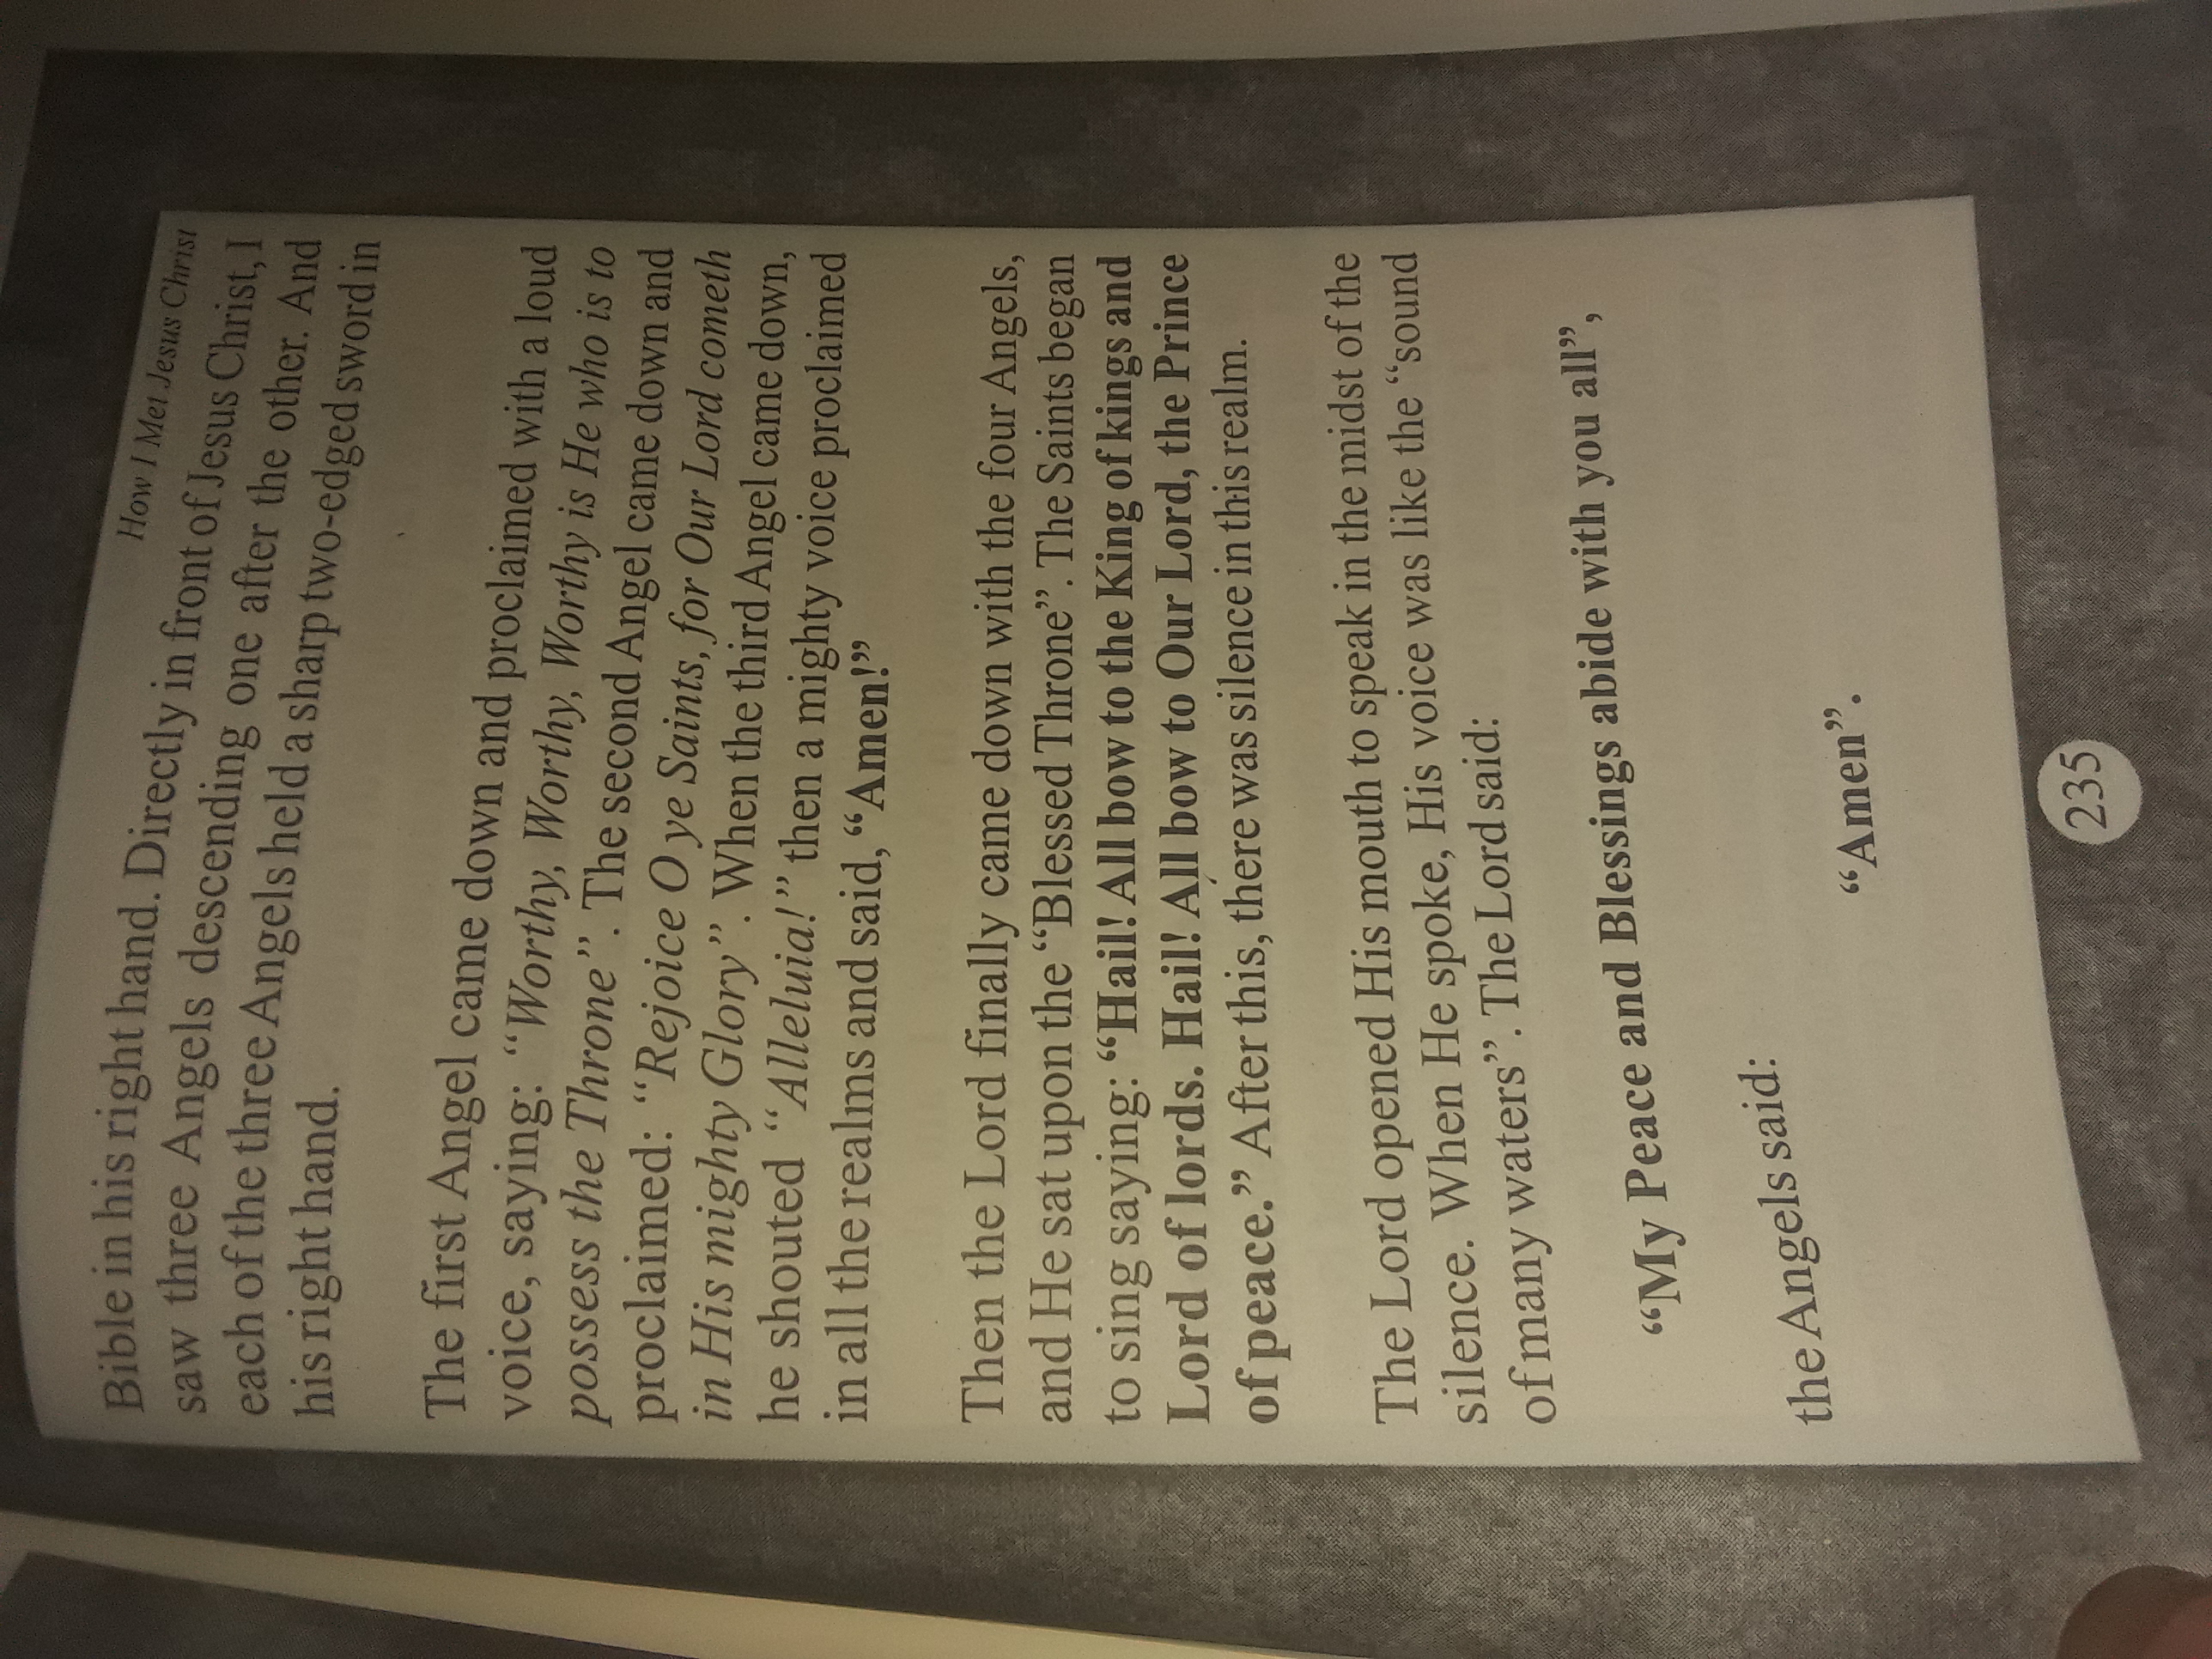 How I Met Jesus Christ
Bible in his right hand. Directly in front of Jesus Christ, I
saw three Angels descending one after the other. And
each of the three Angels held a sharp two-edged sword in
his right hand.
The first Angel came down and proclaimed with a loud
voice, saying: “Worthy, Worthy, Worthy is He who is to
possess the Throne”. The second Angel came down and
proclaimed: “Rejoice O ye Saints, for Our Lord cometh
in His mighty Glory”. When the third Angel came down,
he shouted “Alleluia!” then a mighty voice proclaimed
in all the realms and said, “Amen!”
Then the Lord finally came down with the four Angels,
and He sat upon the “Blessed Throne”. The Saints began
to sing saying: “Hail! All bow to the King of kings and
Lord of lords. Hail! All bow to Our Lord, the Prince
of peace.” After this, there was silence in this realm.
The Lord opened His mouth to speak in the midst of the
silence. When He spoke, His voice was like the “sound
of many waters”. The Lord said:
“My Peace and Blessings abide with you all”,
the Angels said:
“Amen”.
235